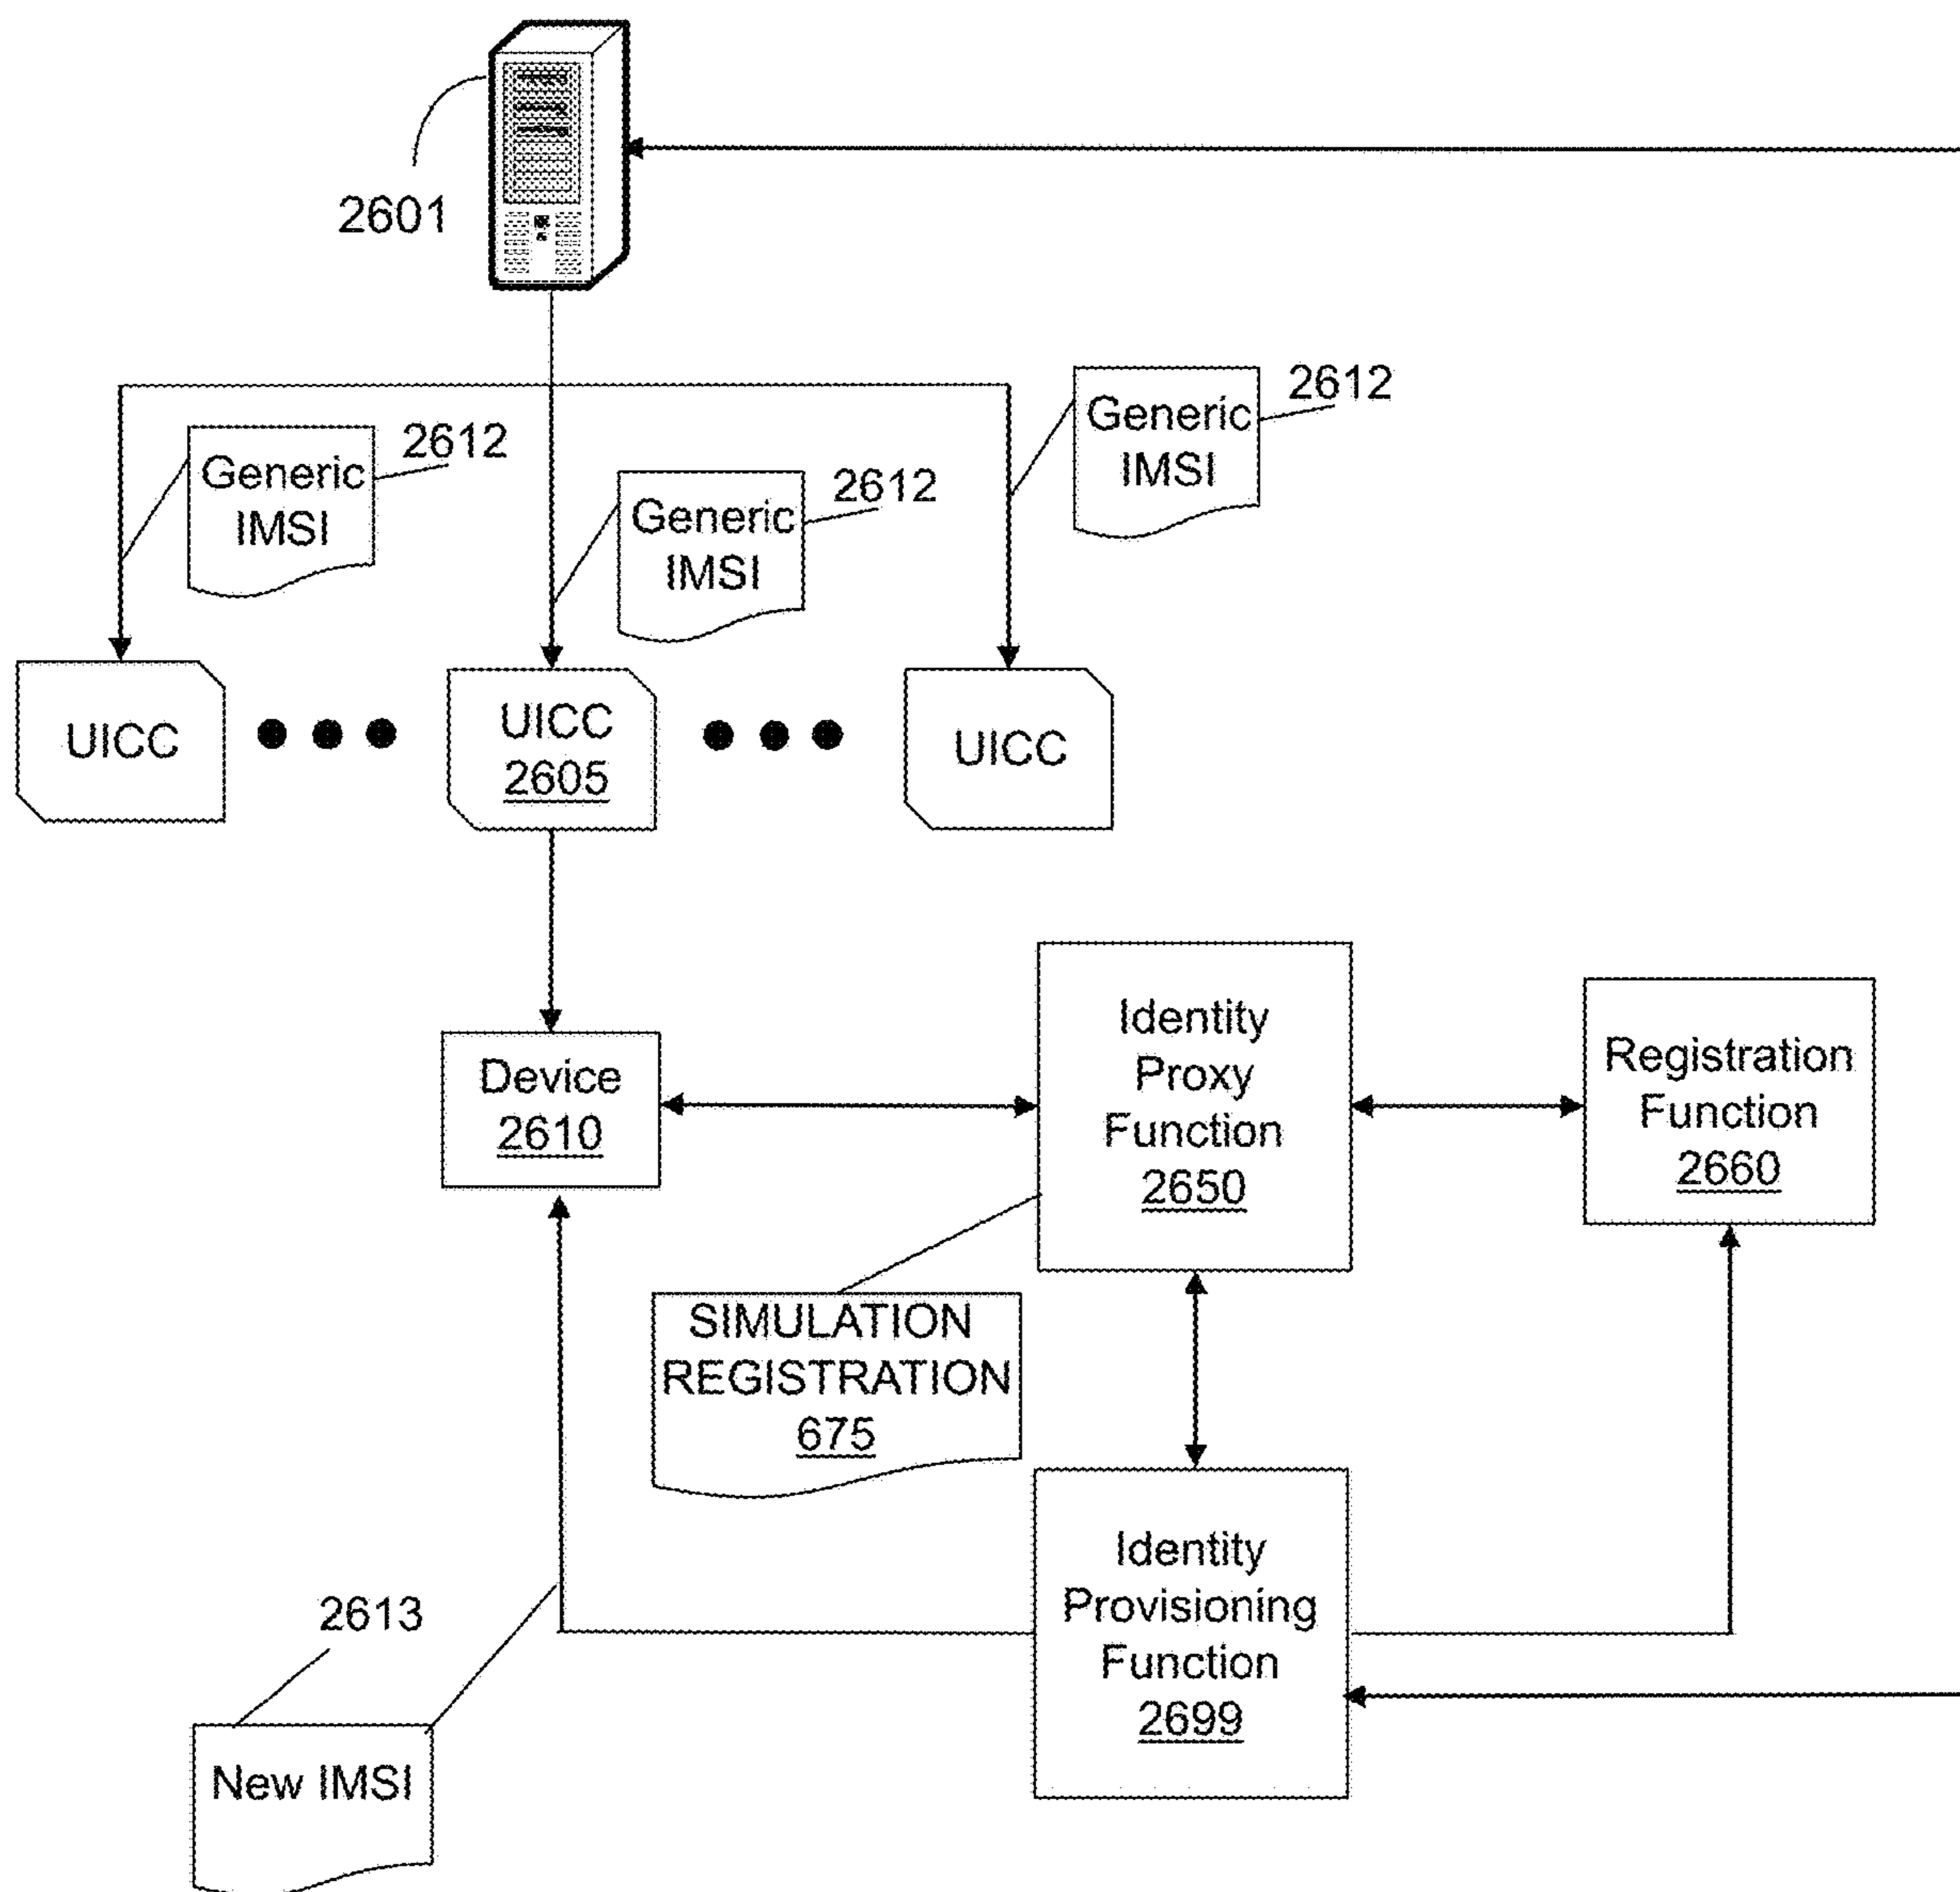 2601
Generic
IMSI
2612
Generic
IMSI
2612
Generic
IMSI
2612
UICC
UICC
2605
UICC
Device
2610
Identity
Proxy
Function
2650
Registration
Function
2660
SIMULATION
REGISTRATION
675
Identity
Provisioning
Function
2699
2613
New IMSI